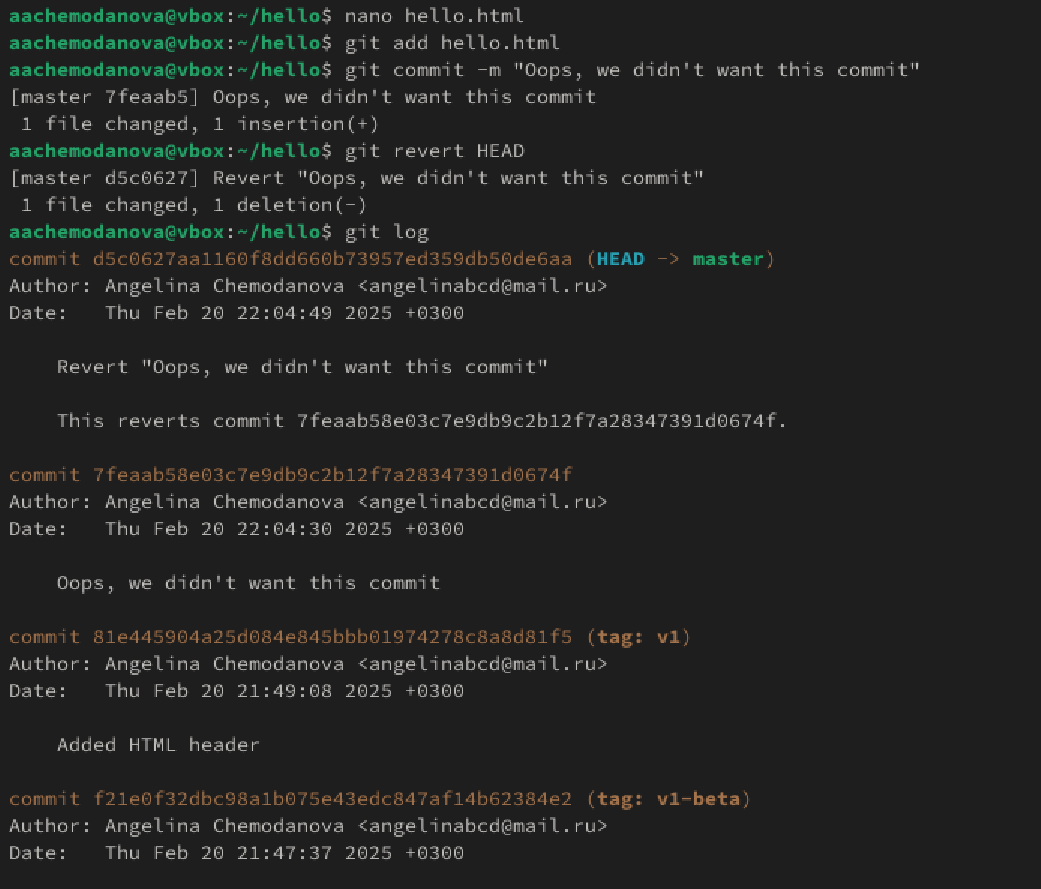 aachemodanova@vbox:~/hello$ nano hello.html
aachemodanova@vbox:~/hello$ git add hello.html
aachemodanova@vbox:~/hello$ git commit -m "Oops, we didn't want this commit"
[master 7feaab5] Oops, we didn't want this commit
 1 file changed, 1 insertion(+)
aachemodanova@vbox:~/hello$ git revert HEAD
[master d5c0627] Revert "Oops, we didn't want this commit"
 1 file changed, 1 deletion(-)
aachemodanova@vbox:~/hello$ git log
commit d5c0627aa1160f8dd660b73957ed359db50de6aa (HEAD -> master)
Author: Angelina Chemodanova <angelinabcd@mail.ru>
Date:   Thu Feb 20 22:04:49 2025 +0300

    Revert "Oops, we didn't want this commit"

    This reverts commit 7feaab58e03c7e9db9c2b12f7a28347391d0674f.

commit 7feaab58e03c7e9db9c2b12f7a28347391d0674f
Author: Angelina Chemodanova <angelinabcd@mail.ru>
Date:   Thu Feb 20 22:04:30 2025 +0300

    Oops, we didn't want this commit

commit 81e445904a25d084e845bbb01974278c8a8d81f5 (tag: v1)
Author: Angelina Chemodanova <angelinabcd@mail.ru>
Date:   Thu Feb 20 21:49:08 2025 +0300

    Added HTML header

commit f21e0f32dbc98a1b075e43edc847af14b62384e2 (tag: v1-beta)
Author: Angelina Chemodanova <angelinabcd@mail.ru>
Date:   Thu Feb 20 21:47:37 2025 +0300